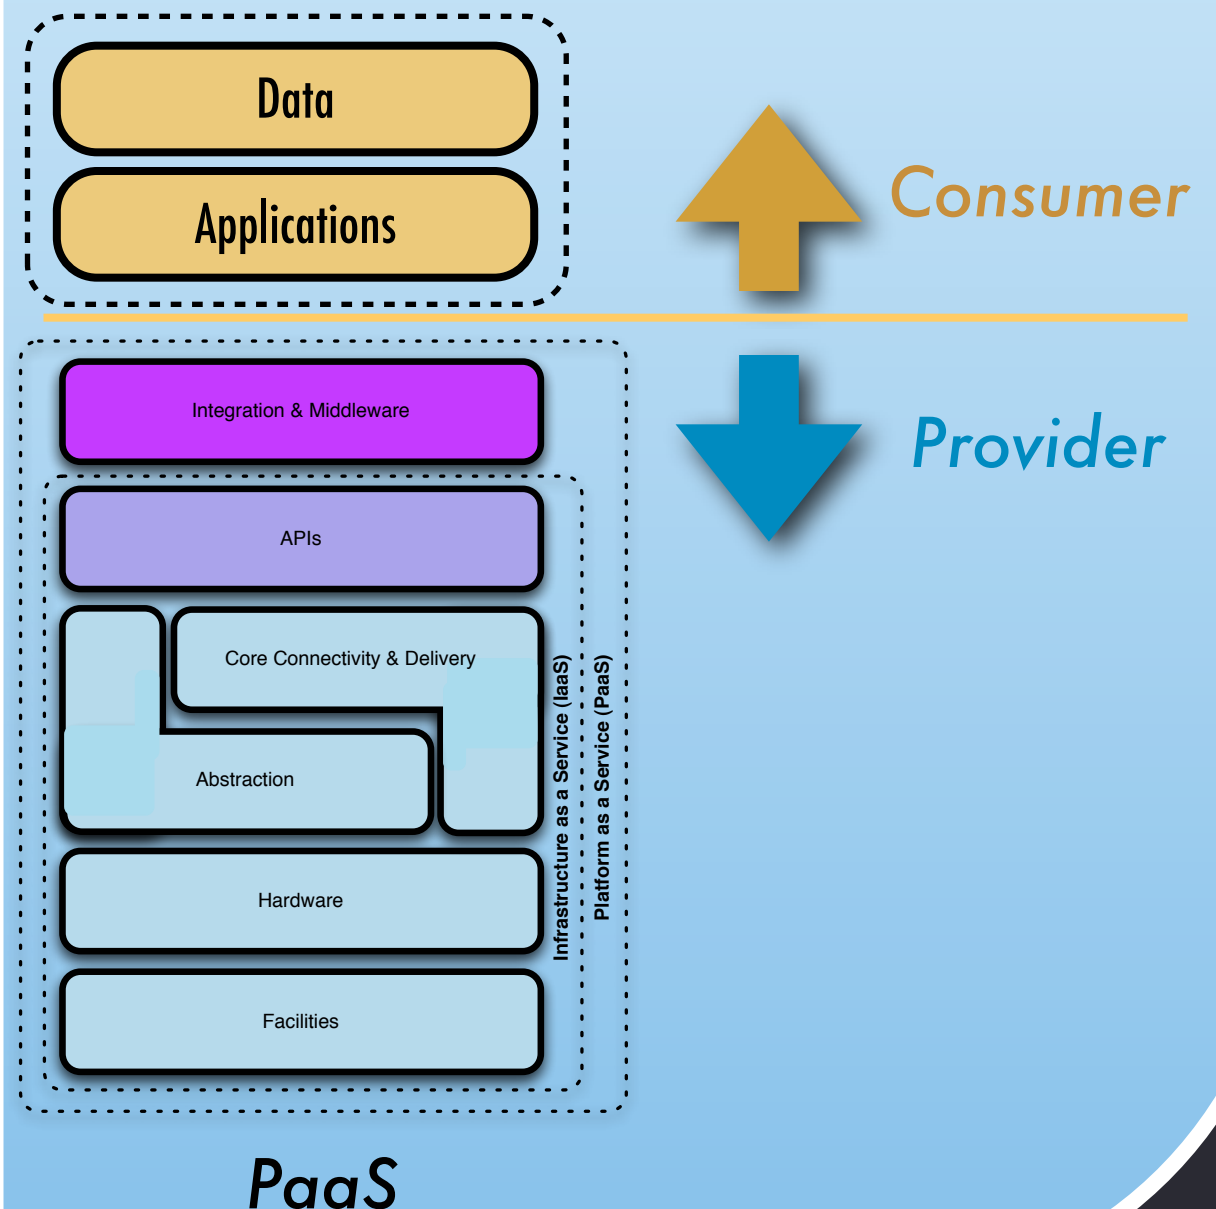 Data
Applications
Consumer
Provider
Integration & Middleware
APIs
Core Connectivity & Delivery
Abstraction
Hardware
Facilities
Infrastructure as a Service (IaaS)
Platform as a Service (PaaS)
PaaS